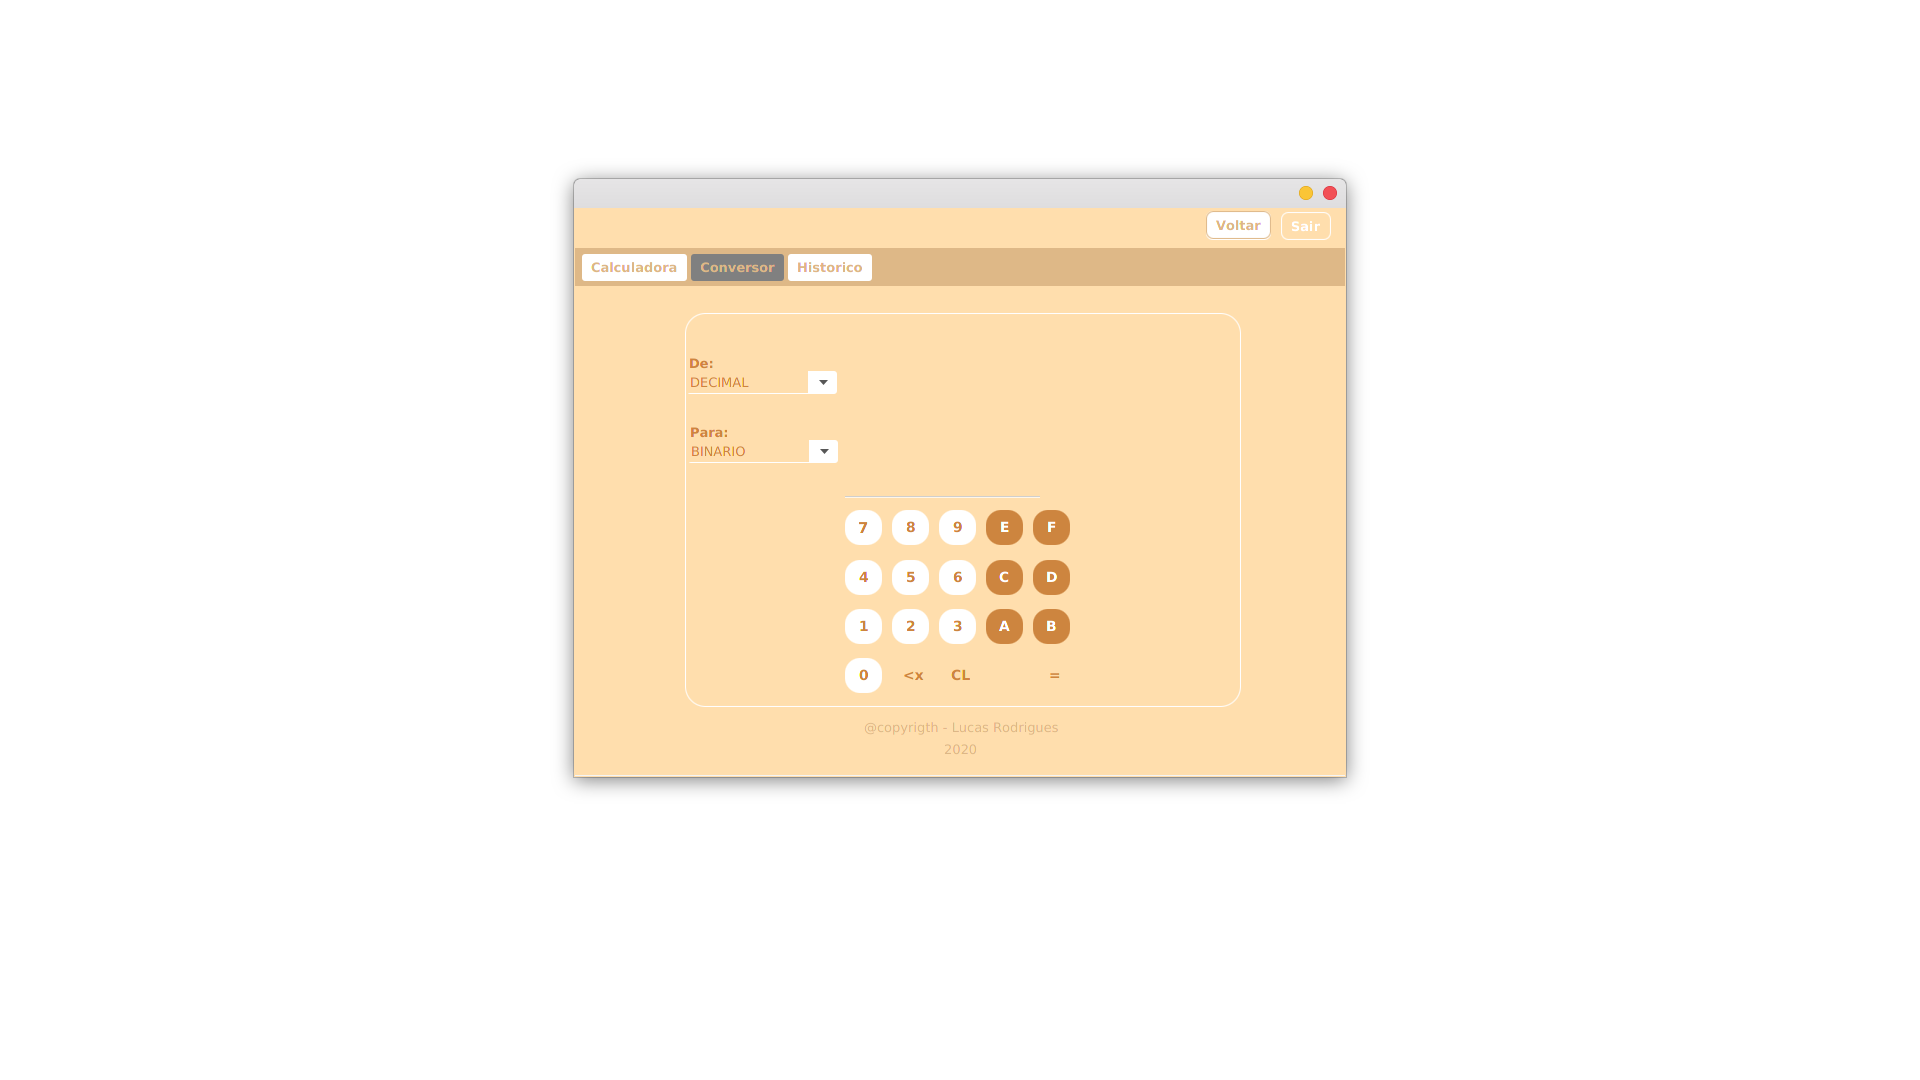 Voltar Sair
Calculadora Conversor Historico
De:
DECIMAL
Para:
BINARIO
7 8 9 E F
4 5 6 C D
1 2 3 A B
0 <x CL =
@copyrigth - Lucas Rodrigues
2020